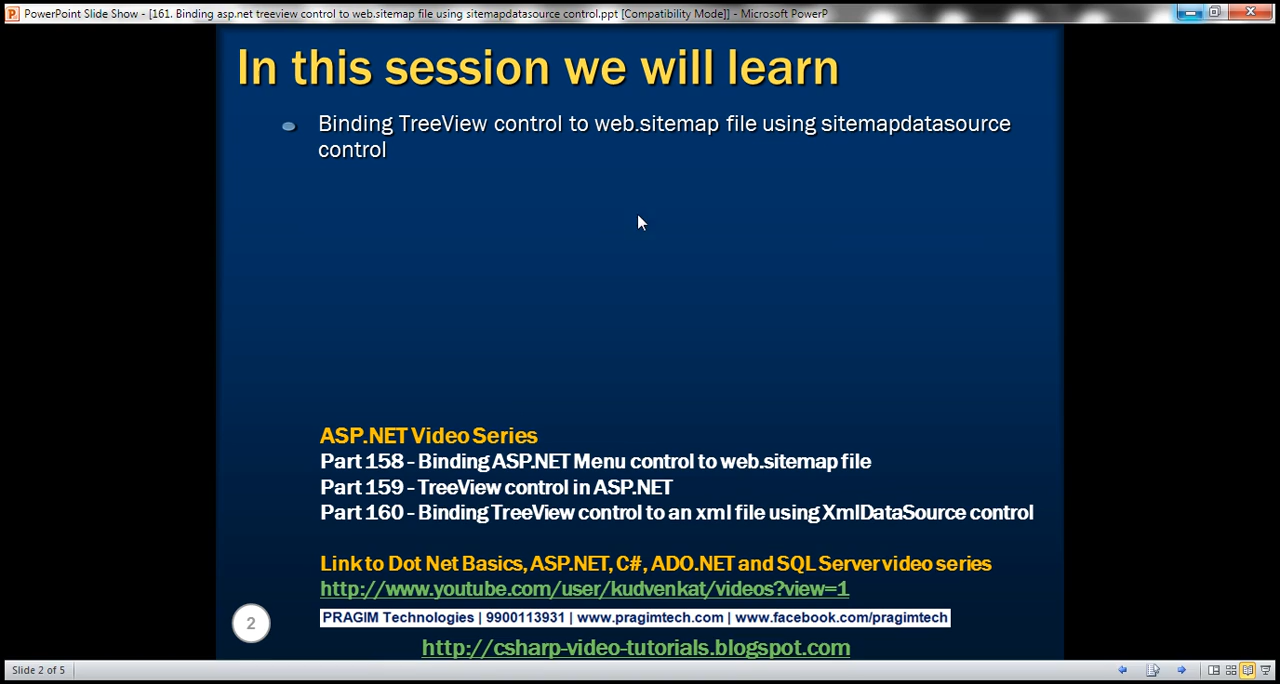 PowerPoint Slide Show - [161. Binding asp.net treeview control to web.sitemap file using sitemapdatasource control.ppt [Compatibility Mode]] - Microsoft PowerP
In this session we will learn
Binding TreeView control to web.sitemap file using sitemapdatasource
control
ASP.NET Video Series
Part 158 - Binding ASP.NET Menu control to web.sitemap file
Part 159 - TreeView control in ASP.NET
Part 160 - Binding TreeView control to an xml file using XmlDataSource control
Link to Dot Net Basics, ASP.NET, C#, ADO.NET and SQL Server video series
http://www.youtube.com/user/kudvenkat/videos?view=1
2
PRAGIM Technologies | 9900113931 | www.pragimtech.com | www.facebook.com/pragimtech
http://csharp-video-tutorials.blogspot.com
Slide 2 of 5